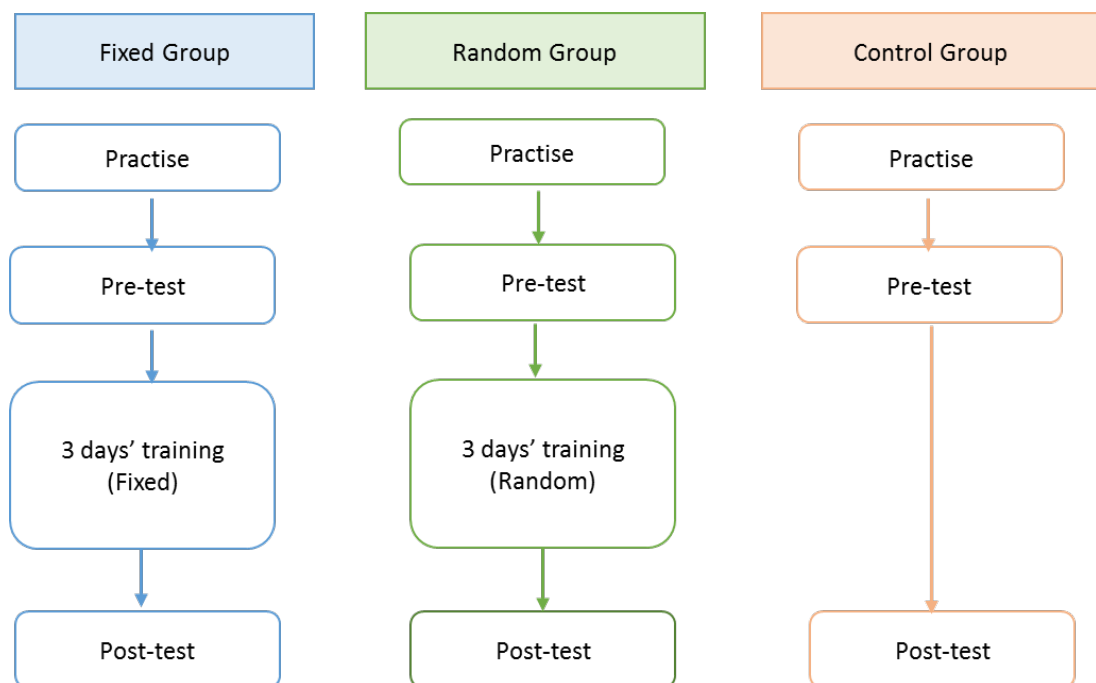 Fixed Group
Random Group
Control Group
Practise
Practise
Practise
Pre-test
Pre-test
Pre-test
3 days’ training
(Fixed)
3 days’ training
(Random)
Post-test
Post-test
Post-test